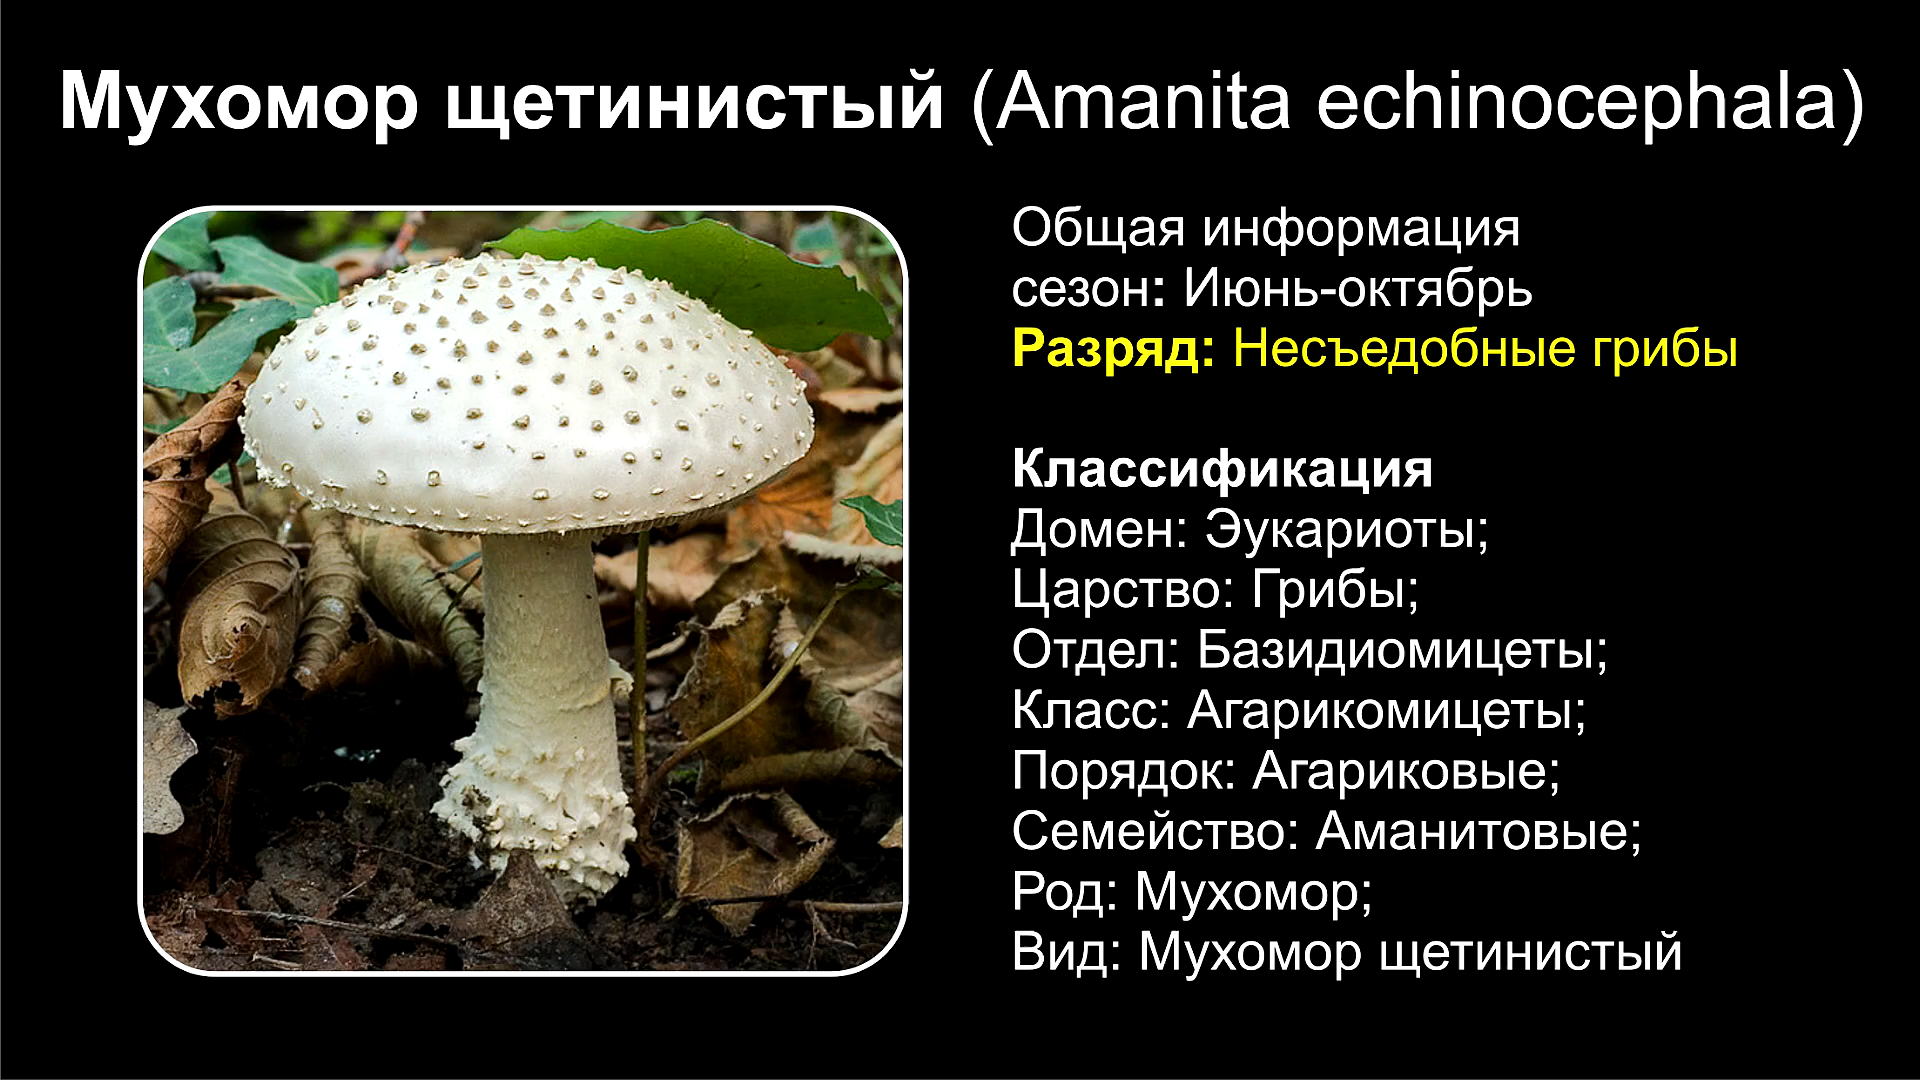 Мухомор щетинистый (Amanita echinocephala)
Общая информация
сезон: Июнь-октябрь
Разряд: Несъедобные грибы
Классификация
Домен: Эукариоты;
Царство: Грибы;
Отдел: Базидиомицеты;
Класс: Агарикомицеты;
Порядок: Агариковые;
Семейство: Аманитовые;
Род: Мухомор;
Вид: Мухомор щетинистый